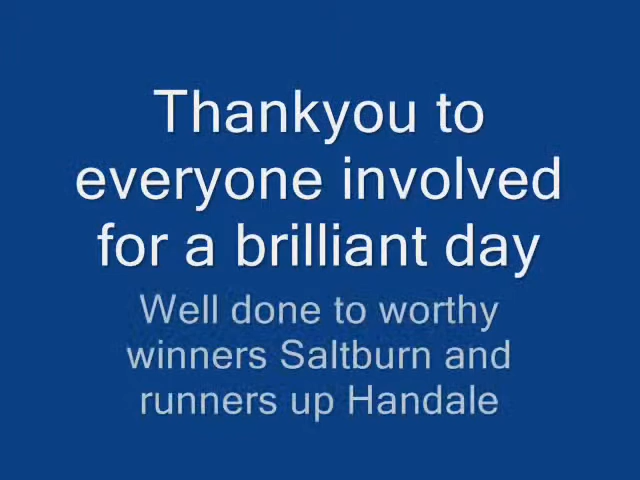 Thankyou to
everyone involved
for a brilliant day
Well done to worthy
winners Saltburn and
runners up Handale